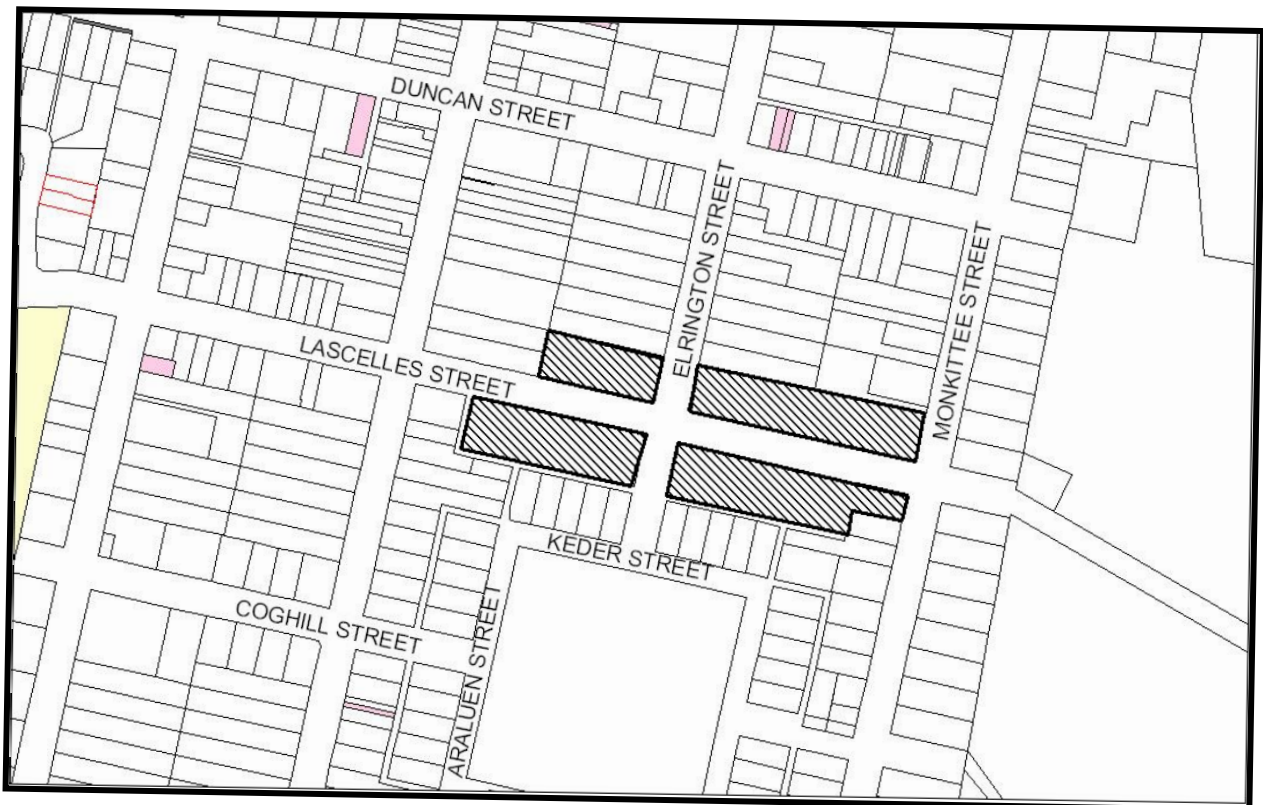 DUNCAN STREET
ELRINGTON STREET
MONKITTEE STREET
LASCELLES STREET
KEDER STREET
COGHILL STREET
ARALUEN STREET